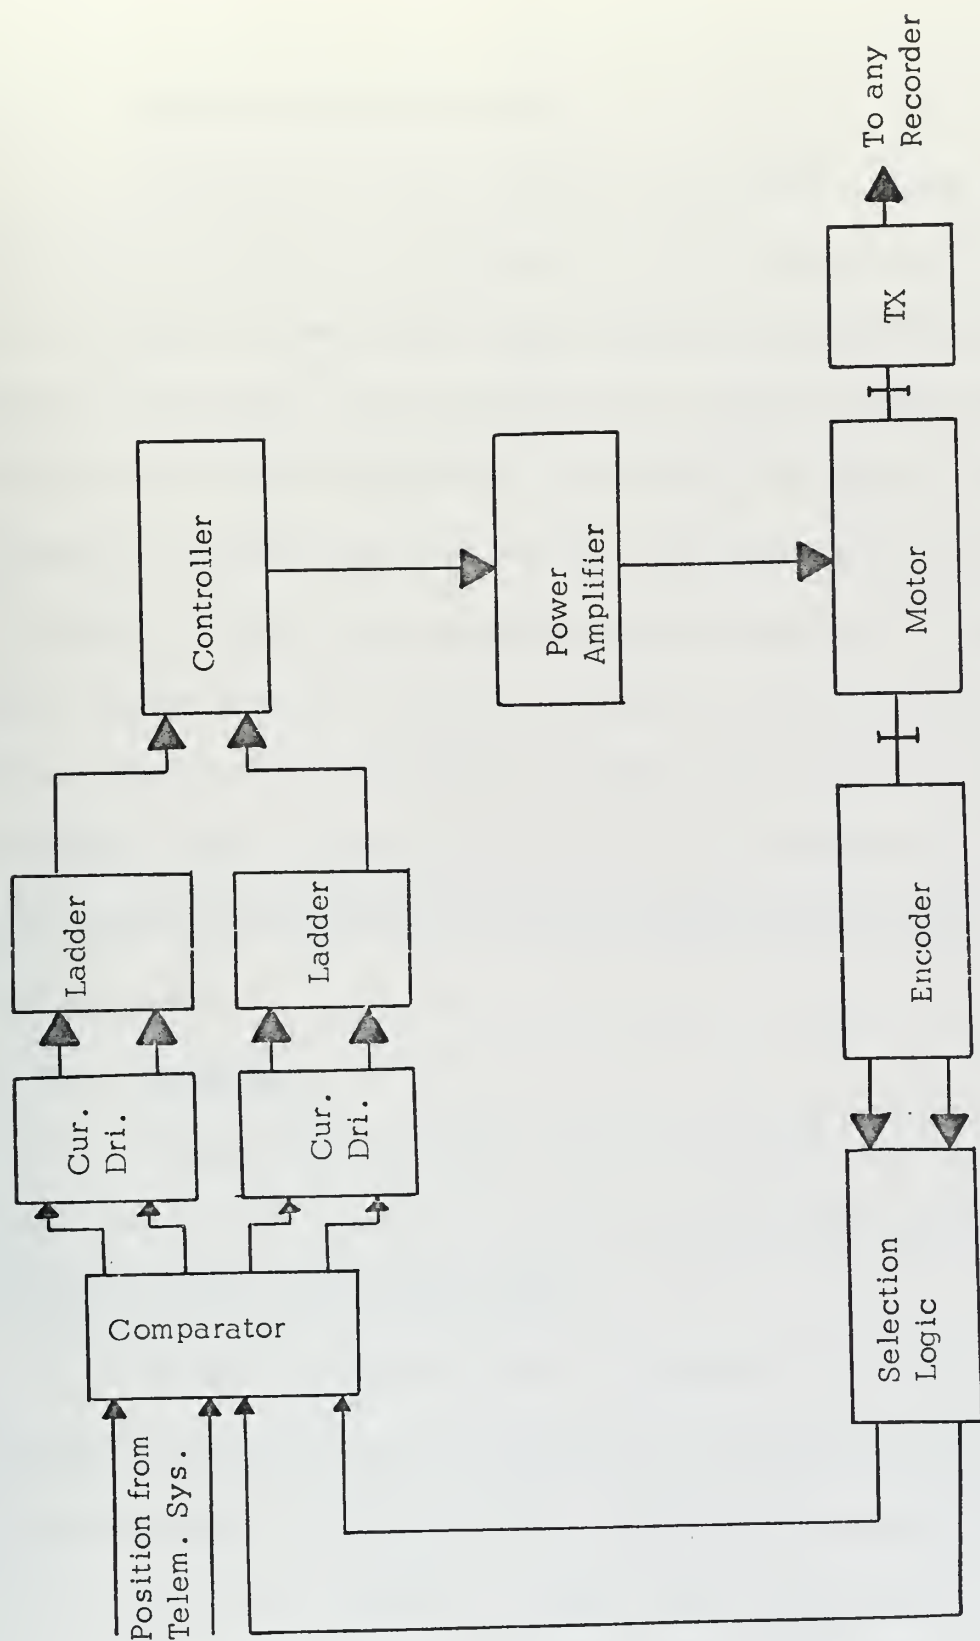 Position from
Telem. Sys.
Comparator
Cur.
Dri.
Ladder
Cur.
Dri.
Ladder
Controller
Power
Amplifier
Selection
Logic
Encoder
Motor
TX
To any
Recorder